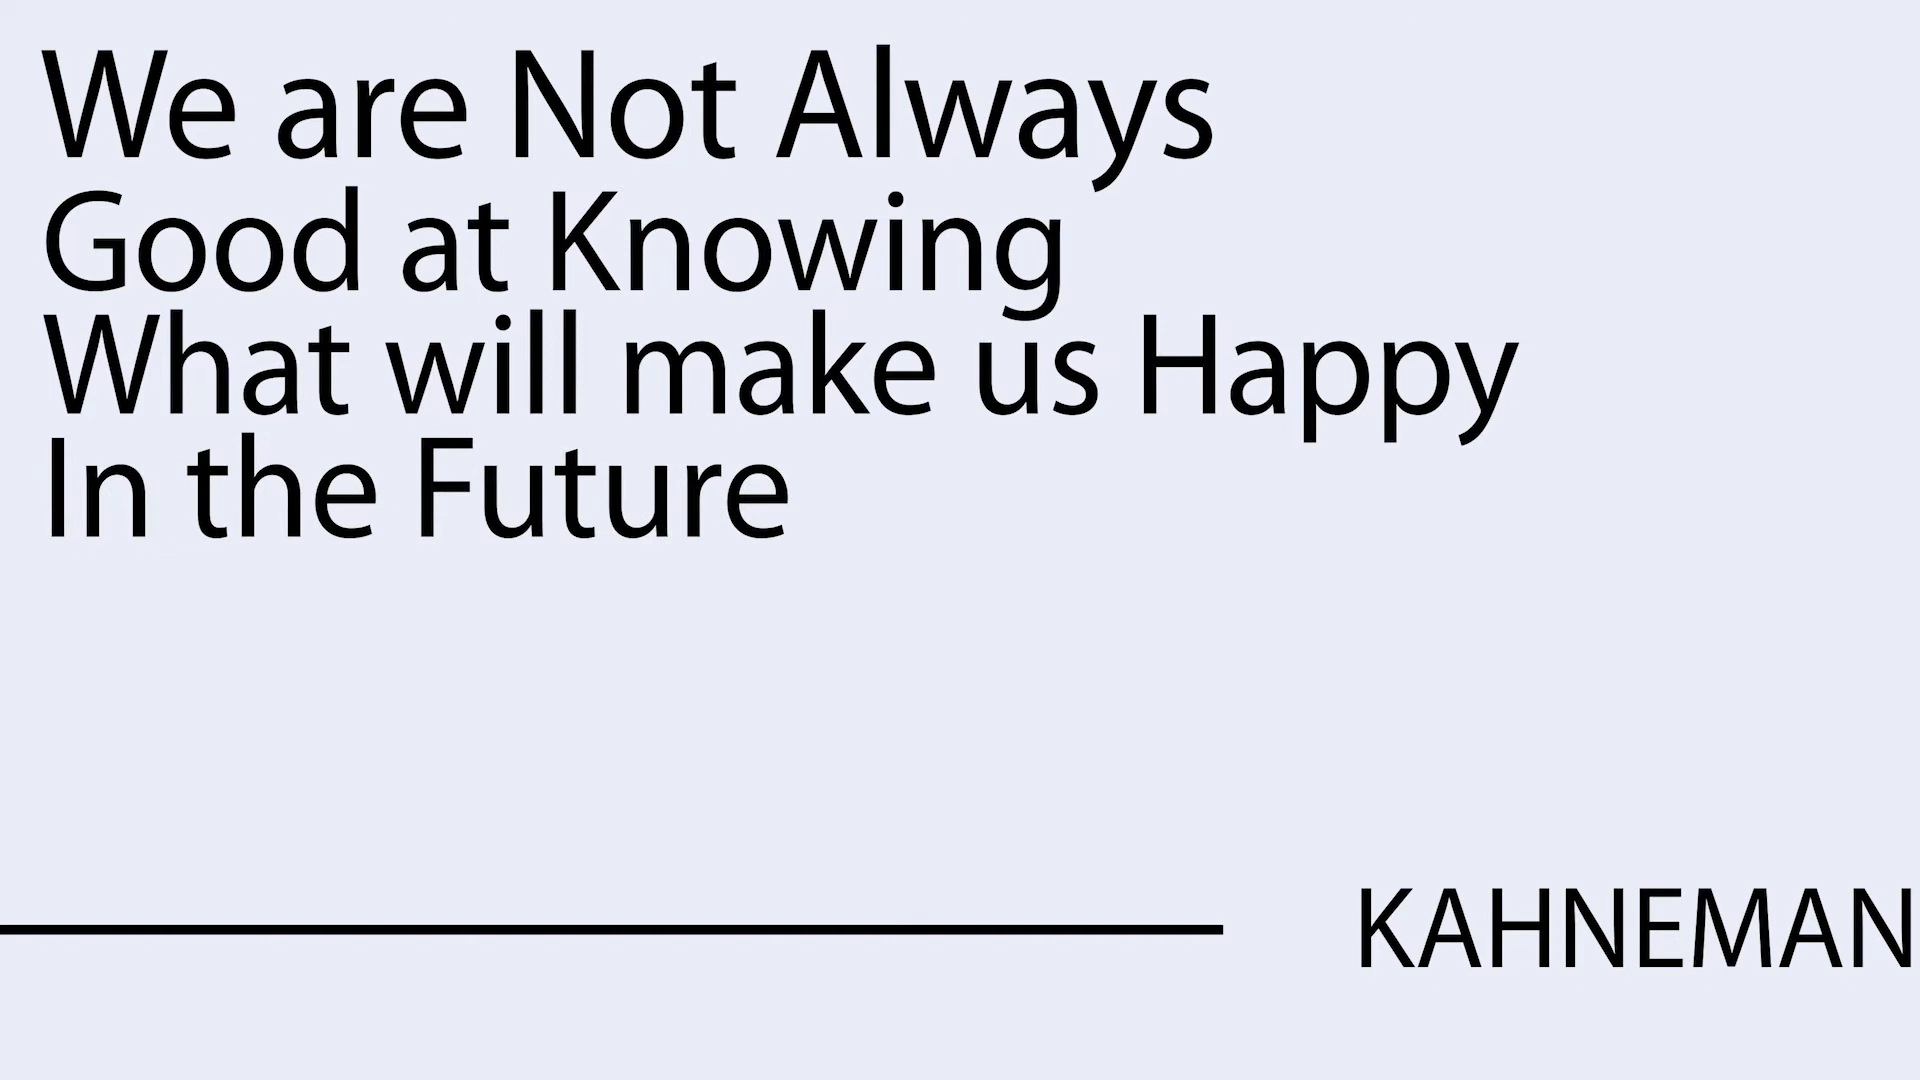 We are Not Always
Good at Knowing
What will make us Happy
In the Future
KAHNEMAN